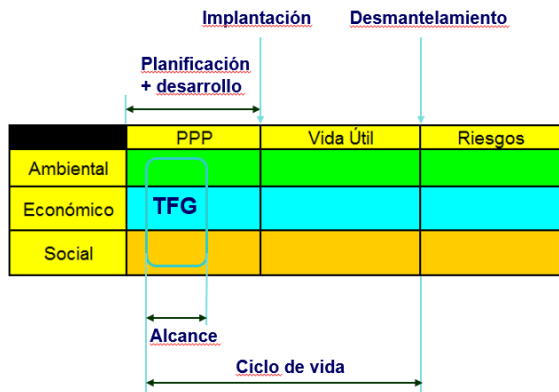 Implantación
Desmantelamiento
Planificación
+ desarrollo
PPP
Vida Útil
Riesgos
Ambiental
Económico
TFG
Social
Alcance
Ciclo de vida